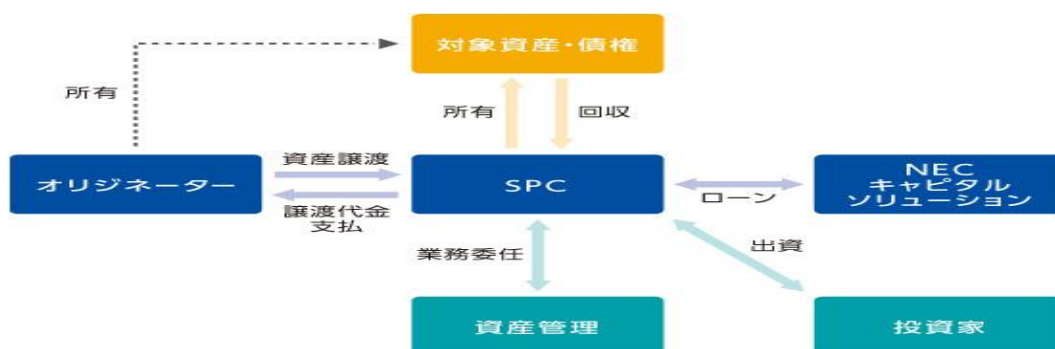 対象資産・債権
所有
所有
回収
資産譲渡
オリジネーター
SPC
NEC
キャピタル
ソリューション
ローン
譲渡代金
支払
業務委任
出資
資産管理
投資家